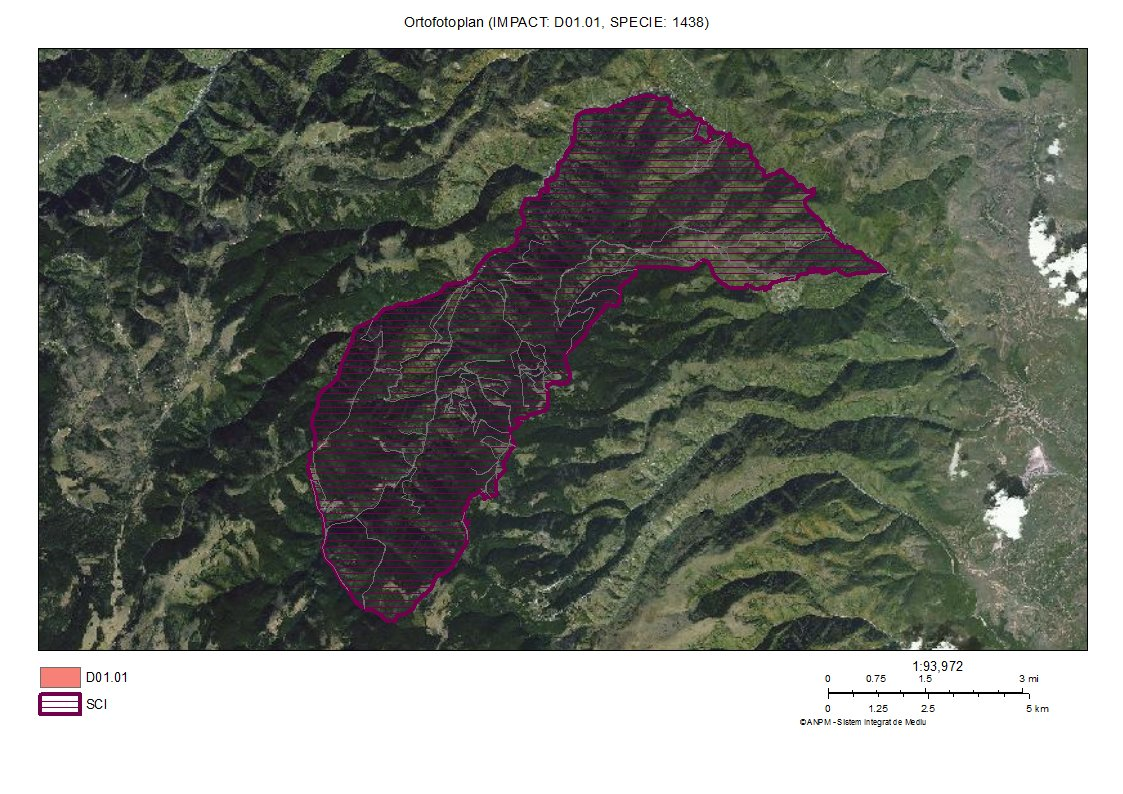 Ortofotoplan (IMPACT: D01.01, SPECIE: 1438)
D01.01
SCI
1:93,972
0 0.75 1.5 3 mi
0 1.25 2.5 5 km
©ANPM - Sistem Integrat de Mediu